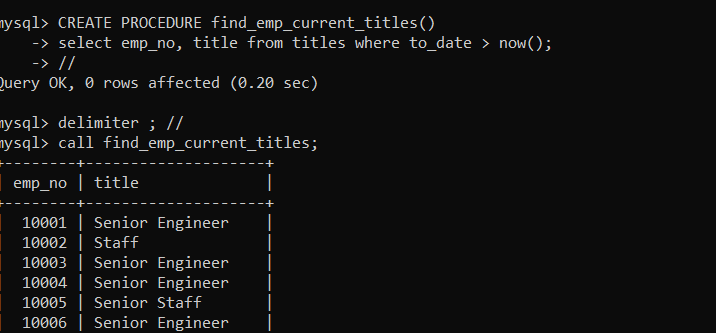 mysql> CREATE PROCEDURE find_emp_current_titles()
    -> select emp_no, title from titles where to_date > now();
    -> //
Query OK, 0 rows affected (0.20 sec)

mysql> delimiter ; //
mysql> call find_emp_current_titles;
+--------+--------------------+
| emp_no | title              |
+--------+--------------------+
|  10001 | Senior Engineer    |
|  10002 | Staff              |
|  10003 | Senior Engineer    |
|  10004 | Senior Engineer    |
|  10005 | Senior Staff       |
|  10006 | Senior Engineer    |